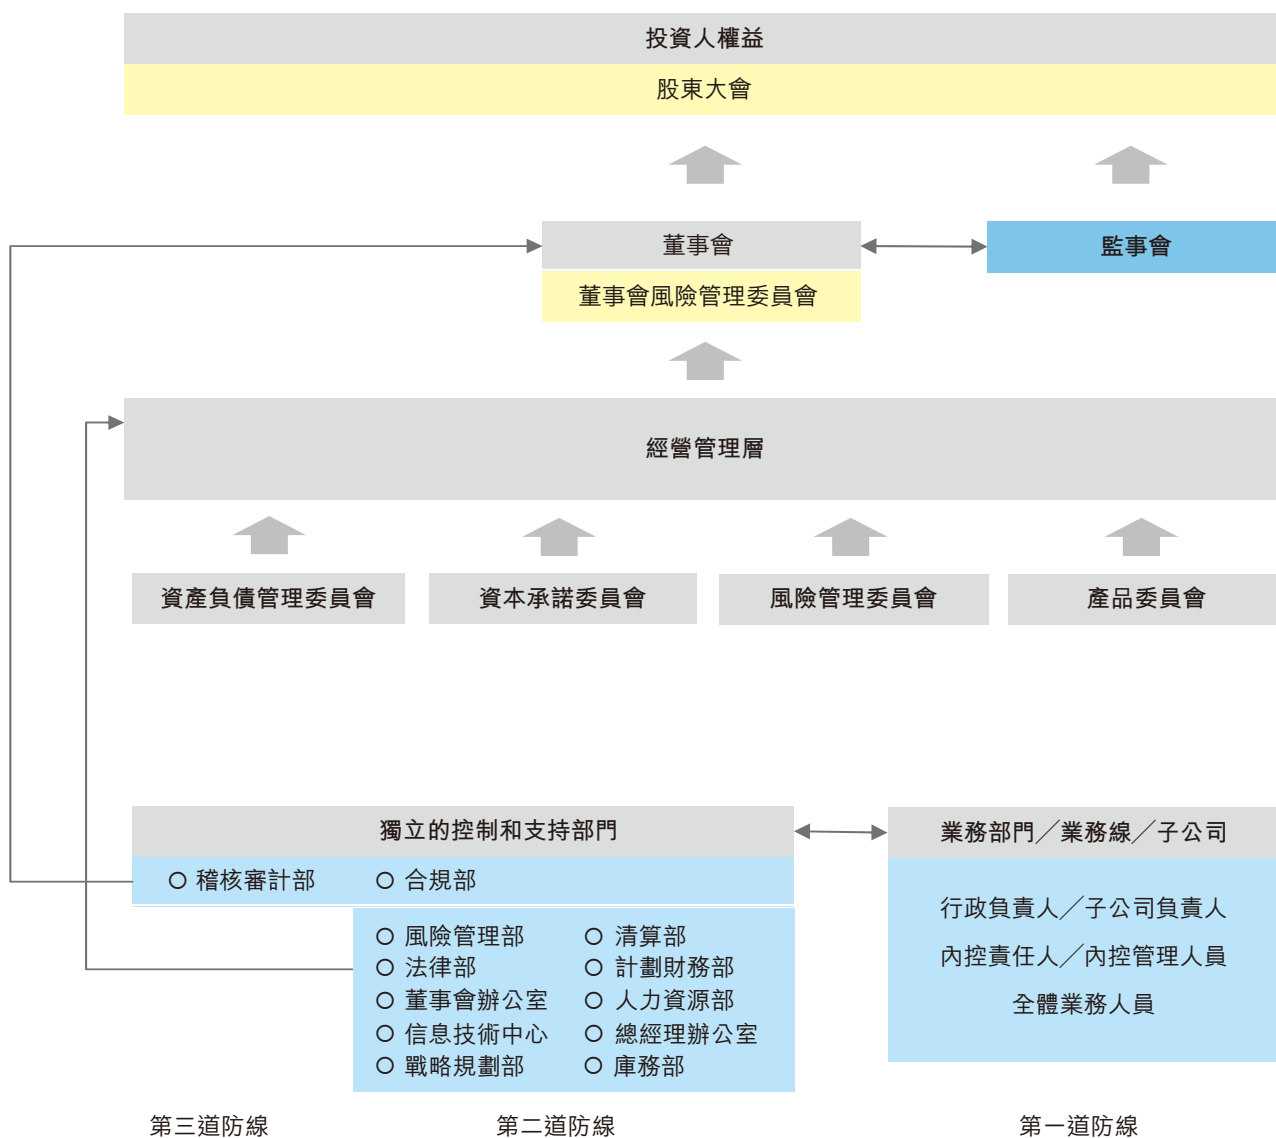 投資人權益
股東大會
董事會
監事會
董事會風險管理委員會
經營管理層
資產負債管理委員會
資本承諾委員會
風險管理委員會
產品委員會
獨立的控制和支持部門
業務部門╱業務線╱子公司
稽核審計部
合規部
風險管理部
清算部
法律部
計劃財務部
董事會辦公室
人力資源部
信息技術中心
總經理辦公室
戰略規劃部
庫務部
行政負責人╱子公司負責人
內控責任人╱內控管理人員
全體業務人員
第三道防線
第二道防線
第一道防線